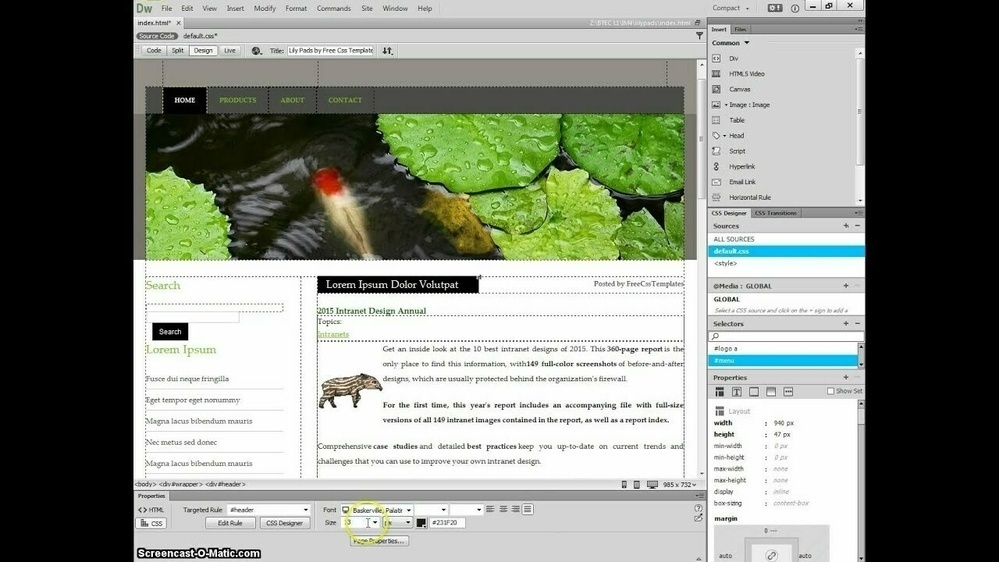 Dw File Edit View Insert Modify Format Commands Site Window Help Compact
index.html* × Z:\BTEC L1\IAM\lilypads\index.html
Source Code default.css*
Code Split Design Live Title: Lily Pads by Free Css Template
HOME PRODUCTS ABOUT CONTACT
Search
Search
Lorem Ipsum
Fusce dui neque fringilla
Eget tempor eget nonummy
Magna lacus bibendum mauris
Nec metus sed donec
Magna lacus bibendum mauris
Lorem Ipsum Dolor Volutpat Posted by FreeCssTemplates
2015 Intranet Design Annual
Topics:
Intranets
Get an inside look at the 10 best intranet designs of 2015. This 360-page report is the
only place to find this information, with149 full-color screenshots of before-and-after
designs, which are usually protected behind the organization's firewall.
For the first time, this year's report includes an accompanying file with full-size
versions of all 149 intranet images contained in the report, as well as a report index.
Comprehensive case studies and detailed best practices keep you up-to-date on current trends and
challenges that you can use to improve your own intranet design.
<body> <div#wrapper> <div#header> 985 x 732
Properties
<> HTML Targeted Rule #header Font Baskerville, Palati
CSS Edit Rule CSS Designer Size px #231F20
Page Properties...
Insert Files
Common
Div
HTML5 Video
Canvas
Image : Image
Table
Head
Script
Hyperlink
Email Link
Horizontal Rule
CSS Designer CSS Transitions
Sources + -
ALL SOURCES
default.css
<style>
@Media : GLOBAL + -
GLOBAL
Select a CSS source and click on the + sign to add a
Selectors + -
#logo a
#menu
Properties + -
Show Set
Layout
width : 940 px
height : 47 px
min-width : 0 px
min-height : 0 px
max-width : none
max-height : none
display : inline
box-sizing : content-box
margin
0
auto auto
Screencast-O-Matic.com